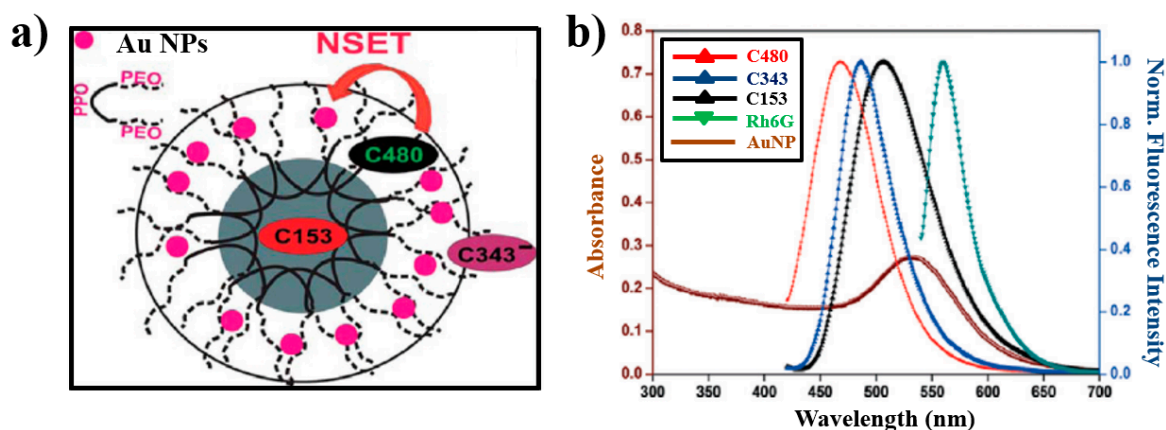 a)
Au NPs
NSET
PEO
PPO
PEO
C480
C153
C343⁻
b)
C480
C343
C153
Rh6G
AuNP
Absorbance
0.8
0.7
0.6
0.5
0.4
0.3
0.2
0.1
0.0
300 350 400 450 500 550 600 650 700
Wavelength (nm)
1.0
0.8
0.6
0.4
0.2
0.0
Norm. Fluorescence Intensity